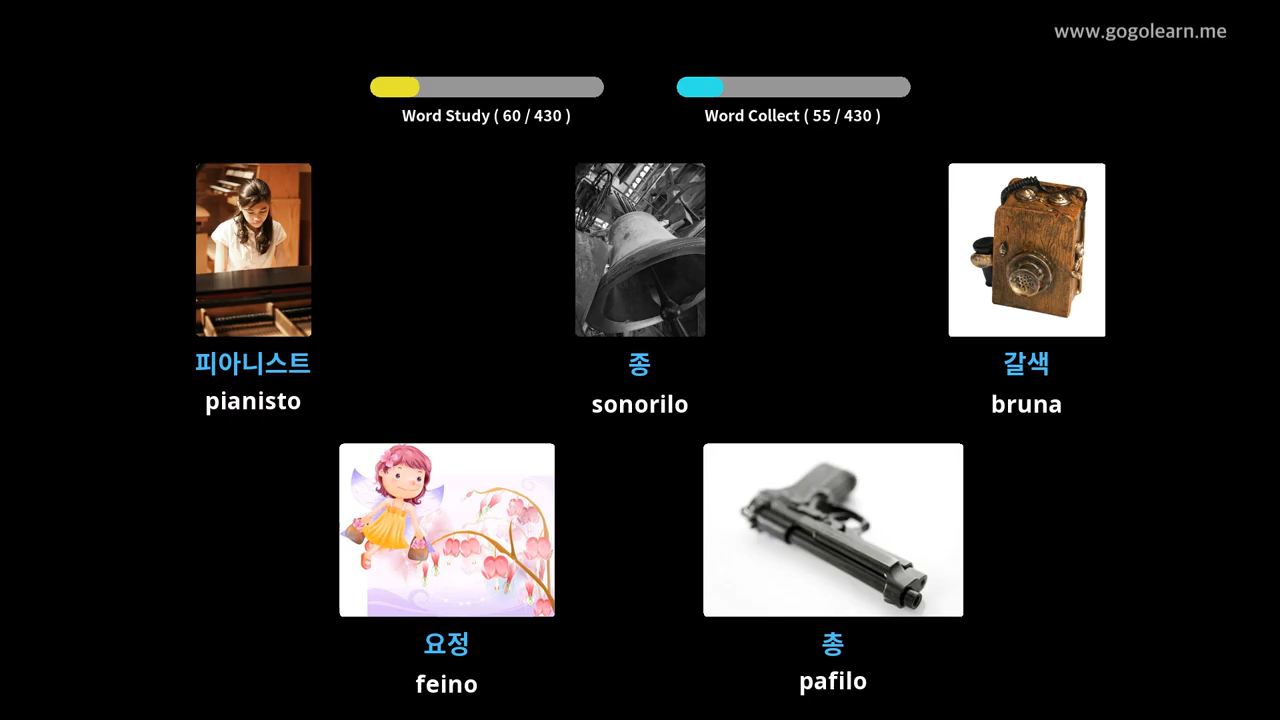 www.gogolearn.me
Word Study ( 60 / 430 )
Word Collect ( 55 / 430 )
피아니스트
종
갈색
pianisto
sonorilo
bruna
요정
총
feino
pafilo